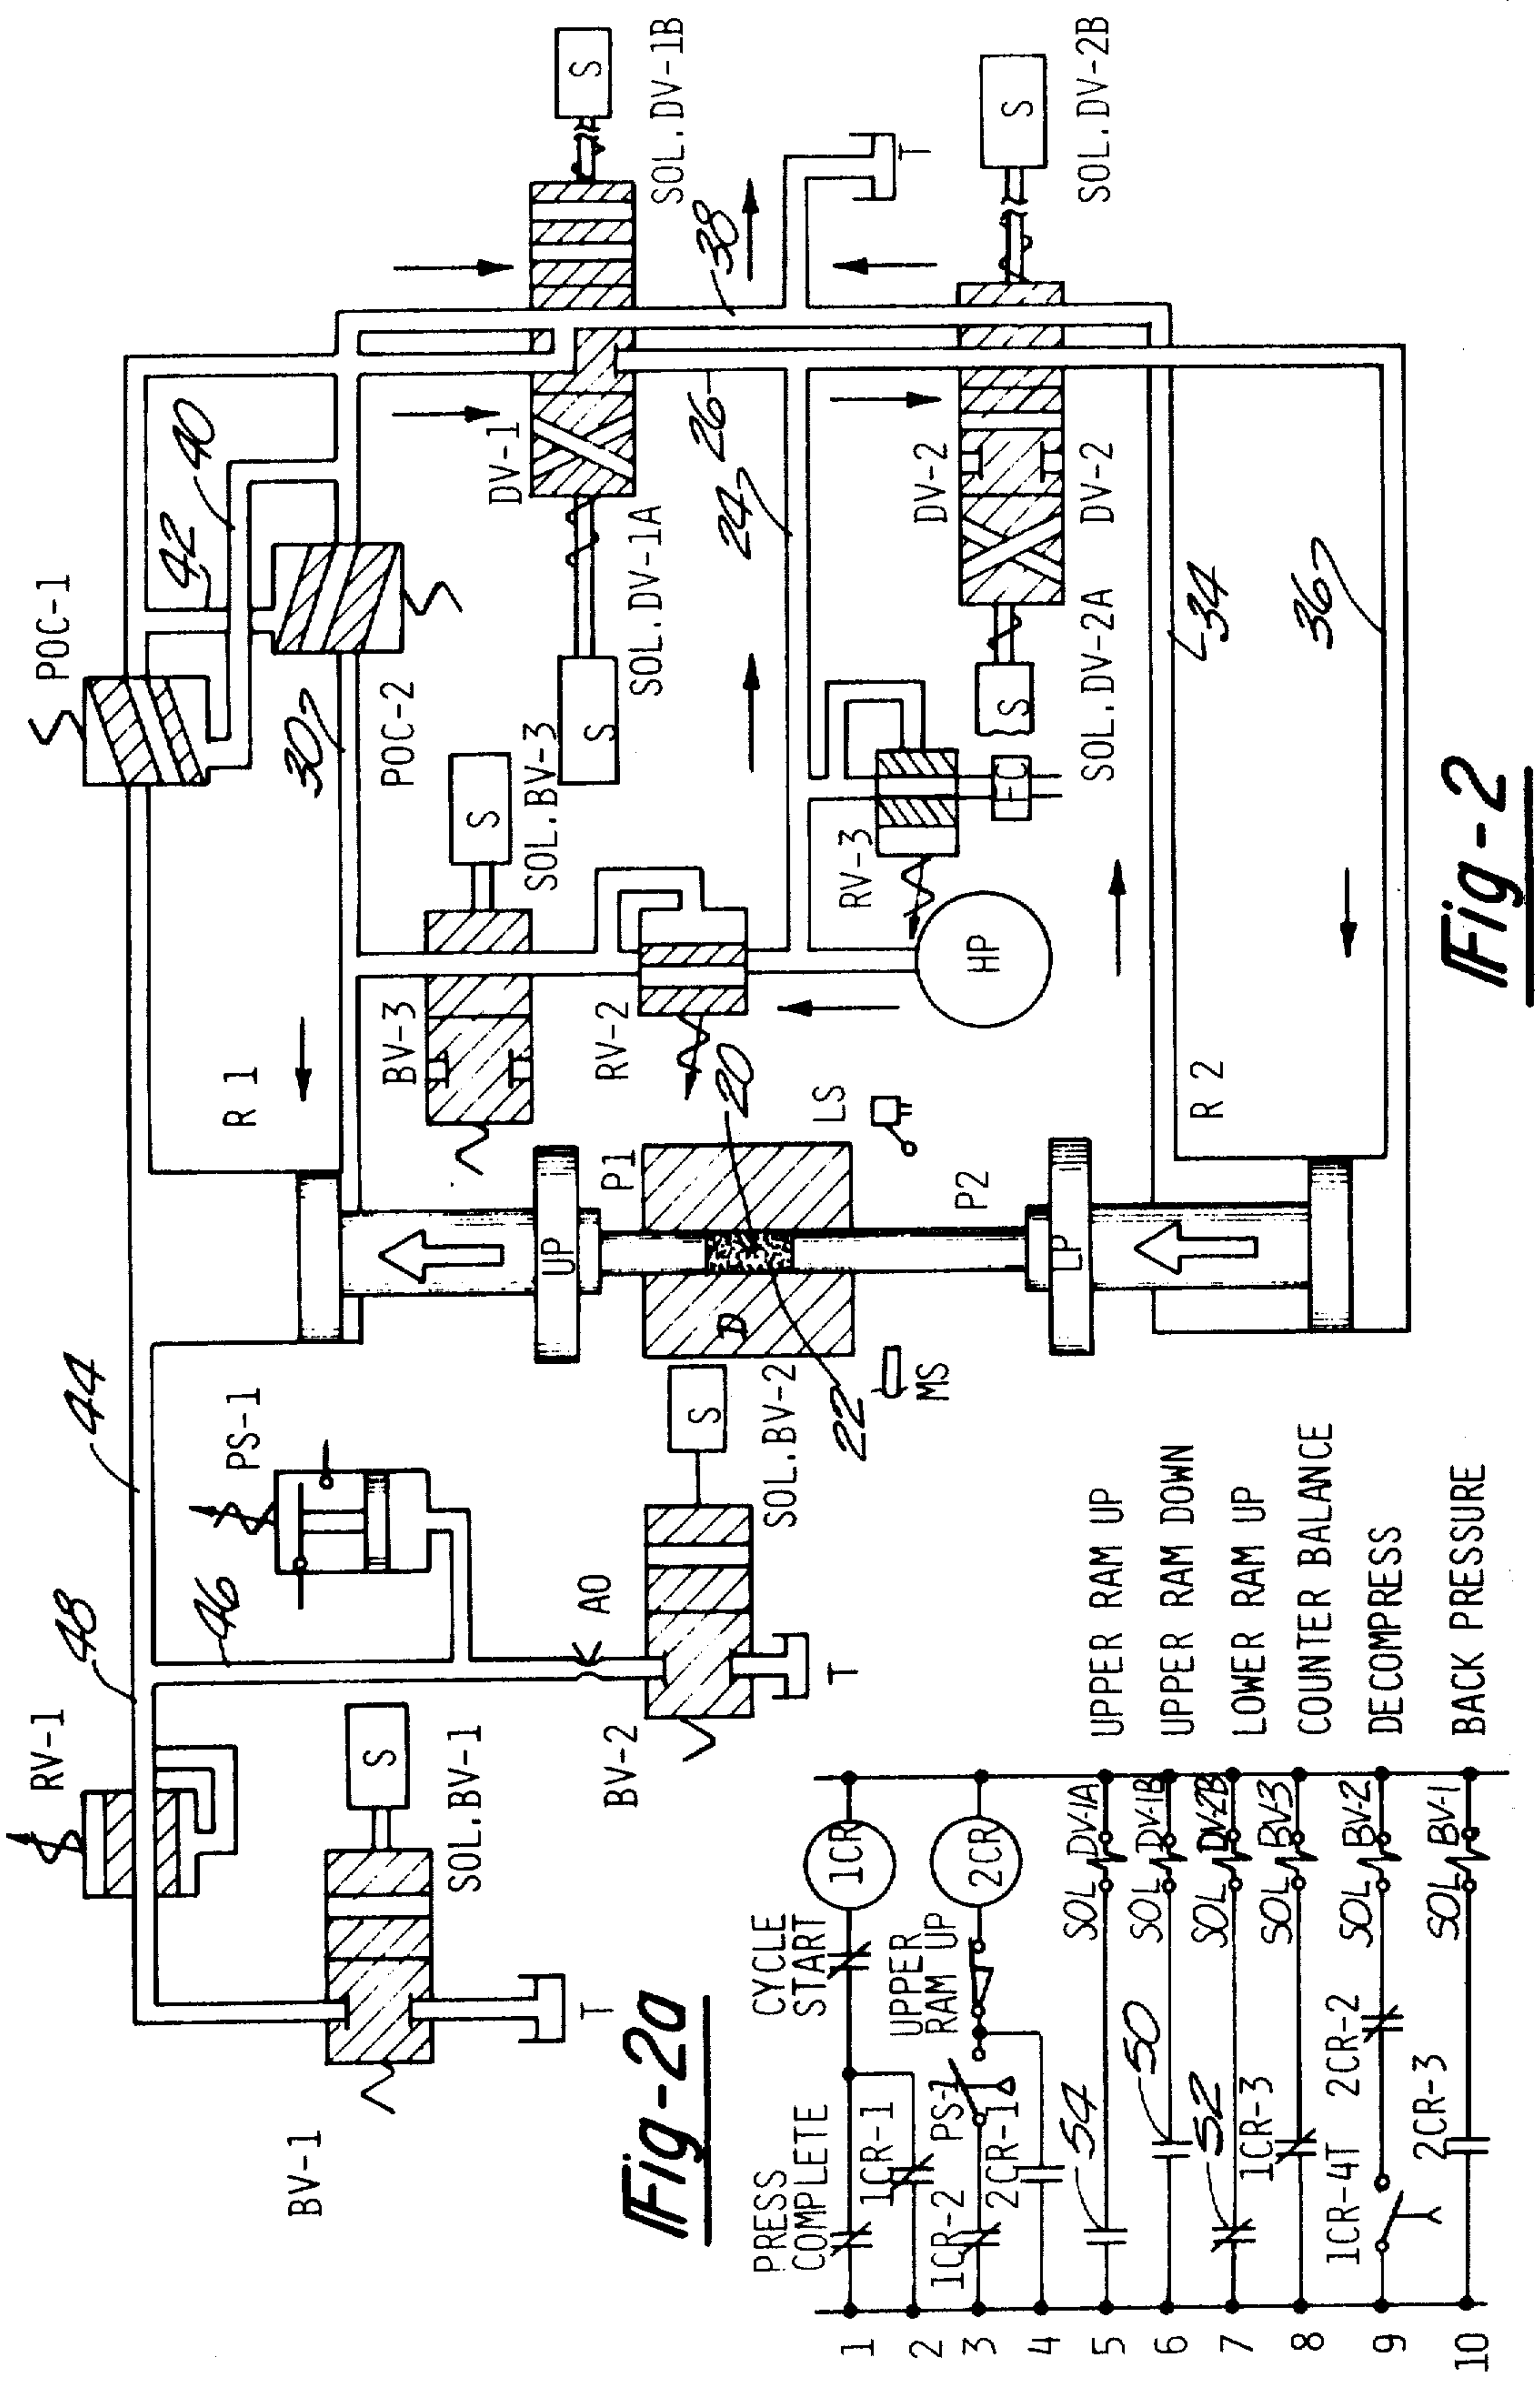 POC-1
42
40
R 1
30
POC-2
DV-1
SOL.DV-1A
S
S
SOL.DV-1B
38
26
24
T
S
SOL.BV-3
BV-3
RV-2
20
HP
RV-3
FC
DV-2
DV-2
SOL.DV-2A
S
S
SOL.DV-2B
34
36
R 2
LS
P1
P2
UP
LP
D
22
MS
44
48
46
PS-1
RV-1
AO
BV-2
S
SOL.BV-2
T
S
SOL.BV-1
BV-1
T
Fig-2
Fig-2a
1
PRESS
COMPLETE
CYCLE
START
1CR
2
1CR-1
3
1CR-2
PS-1
UPPER
RAM UP
2CR
4
2CR-1
5
54
SOL DV-1A
UPPER RAM UP
6
50
SOL DV-1B
UPPER RAM DOWN
7
52
SOL DV-2B
LOWER RAM UP
8
1CR-3
SOL BV-3
COUNTER BALANCE
9
1CR-4T
2CR-2
SOL BV-2
DECOMPRESS
10
2CR-3
SOL BV-1
BACK PRESSURE